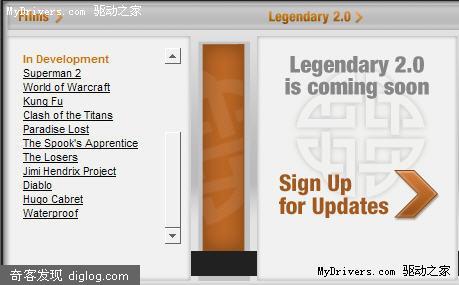 MyDrivers.com 驱动之家
Films
Legendary 2.0
In Development
Superman 2
World of Warcraft
Kung Fu
Clash of the Titans
Paradise Lost
The Spook's Apprentice
The Losers
Jimi Hendrix Project
Diablo
Hugo Cabret
Waterproof
Legendary 2.0
is coming soon
Sign Up
for Updates
奇客发现 diglog.com
MyDrivers.com 驱动之家